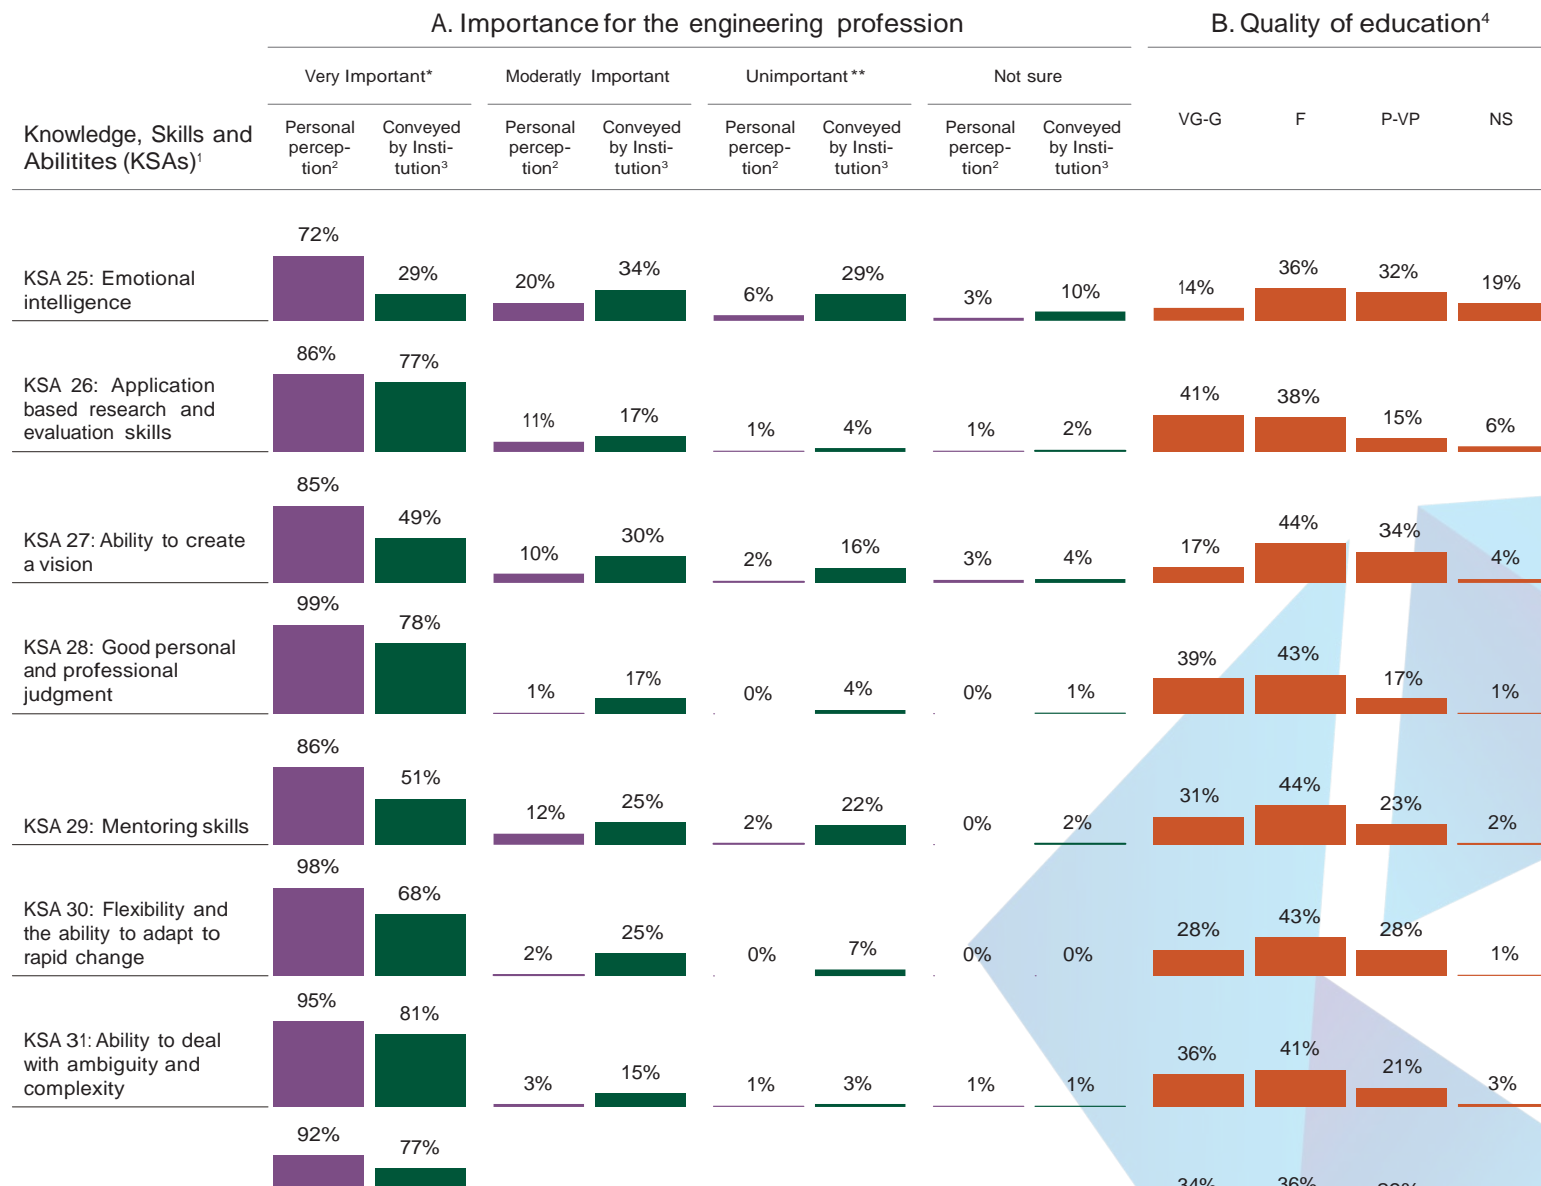 A. Importance for the engineering profession
B. Quality of education⁴
Very Important*
Moderatly Important
Unimportant**
Not sure
Knowledge, Skills and
Abilitites (KSAs)¹
Personal
percep-
tion²
Conveyed
by Insti-
tution³
Personal
percep-
tion²
Conveyed
by Insti-
tution³
Personal
percep-
tion²
Conveyed
by Insti-
tution³
Personal
percep-
tion²
Conveyed
by Insti-
tution³
VG-G
F
P-VP
NS
KSA 25: Emotional
intelligence
72%
29%
20%
34%
6%
29%
3%
10%
14%
36%
32%
19%
KSA 26: Application
based research and
evaluation skills
86%
77%
11%
17%
1%
4%
1%
2%
41%
38%
15%
6%
KSA 27: Ability to create
a vision
85%
49%
10%
30%
2%
16%
3%
4%
17%
44%
34%
4%
KSA 28: Good personal
and professional
judgment
99%
78%
1%
17%
0%
4%
0%
1%
39%
43%
17%
1%
KSA 29: Mentoring skills
86%
51%
12%
25%
2%
22%
0%
2%
31%
44%
23%
2%
KSA 30: Flexibility and
the ability to adapt to
rapid change
98%
68%
2%
25%
0%
7%
0%
0%
28%
43%
28%
1%
KSA 31: Ability to deal
with ambiguity and
complexity
95%
81%
3%
15%
1%
3%
1%
1%
36%
41%
21%
3%
92%
77%
34%
36%